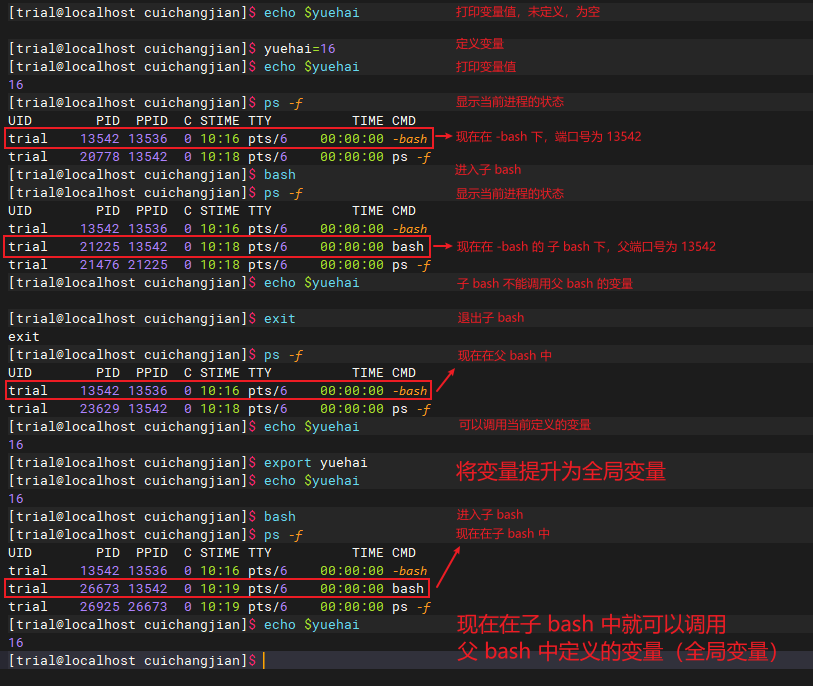 [trial@localhost cuichangjian]$ echo $yuehai 打印变量值，未定义，为空
[trial@localhost cuichangjian]$ yuehai=16 定义变量
[trial@localhost cuichangjian]$ echo $yuehai 打印变量值
16
[trial@localhost cuichangjian]$ ps -f 显示当前进程的状态
UID PID PPID C STIME TTY TIME CMD
trial 13542 13536 0 10:16 pts/6 00:00:00 -bash 现在在 -bash 下，端口号为 13542
trial 20778 13542 0 10:18 pts/6 00:00:00 ps -f
[trial@localhost cuichangjian]$ bash 进入子 bash
[trial@localhost cuichangjian]$ ps -f 显示当前进程的状态
UID PID PPID C STIME TTY TIME CMD
trial 13542 13536 0 10:16 pts/6 00:00:00 -bash
trial 21225 13542 0 10:18 pts/6 00:00:00 bash 现在在 -bash 的 子 bash 下，父端口号为 13542
trial 21476 21225 0 10:18 pts/6 00:00:00 ps -f
[trial@localhost cuichangjian]$ echo $yuehai 子 bash 不能调用父 bash 的变量
[trial@localhost cuichangjian]$ exit 退出子 bash
exit
[trial@localhost cuichangjian]$ ps -f 现在在父 bash 中
UID PID PPID C STIME TTY TIME CMD
trial 13542 13536 0 10:16 pts/6 00:00:00 -bash
trial 23629 13542 0 10:18 pts/6 00:00:00 ps -f
[trial@localhost cuichangjian]$ echo $yuehai 可以调用当前定义的变量
16
[trial@localhost cuichangjian]$ export yuehai 将变量提升为全局变量
[trial@localhost cuichangjian]$ echo $yuehai
16
[trial@localhost cuichangjian]$ bash 进入子 bash
[trial@localhost cuichangjian]$ ps -f 现在在子 bash 中
UID PID PPID C STIME TTY TIME CMD
trial 13542 13536 0 10:16 pts/6 00:00:00 -bash
trial 26673 13542 0 10:19 pts/6 00:00:00 bash
trial 26925 26673 0 10:19 pts/6 00:00:00 ps -f
[trial@localhost cuichangjian]$ echo $yuehai 现在在子 bash 中就可以调用
16 父 bash 中定义的变量（全局变量）
[trial@localhost cuichangjian]$